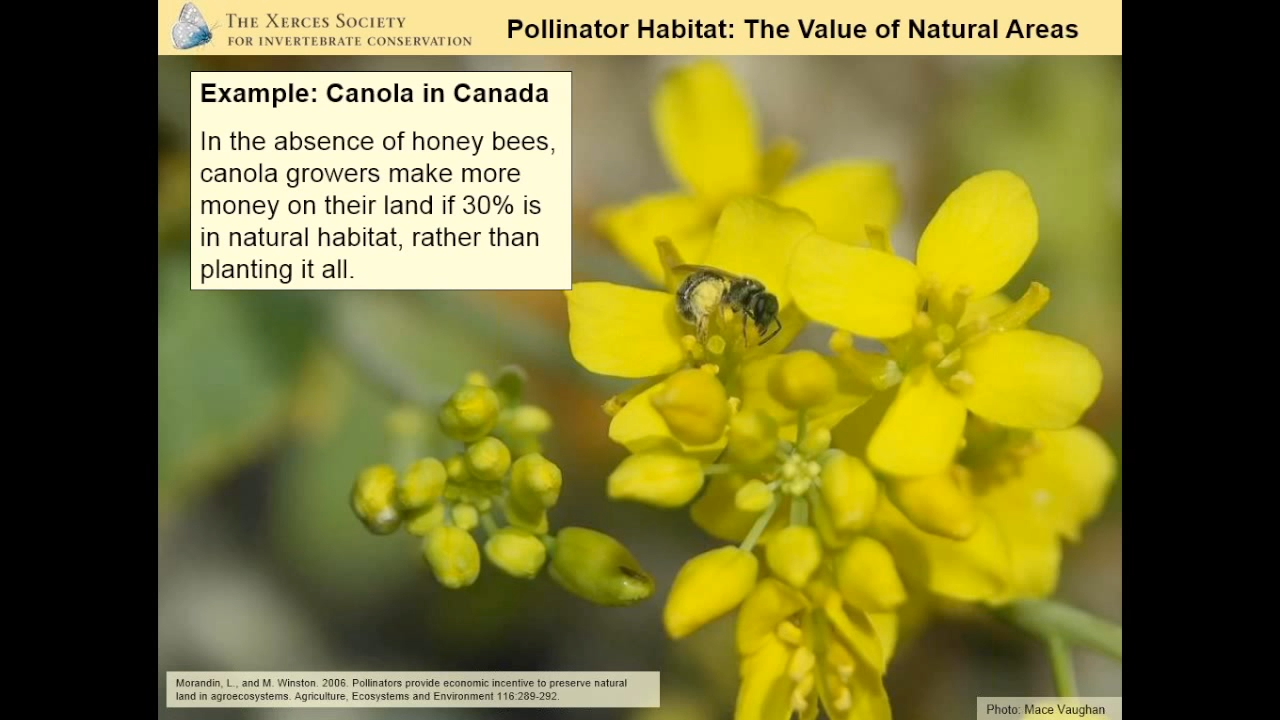 The Xerces Society
for Invertebrate Conservation
Pollinator Habitat: The Value of Natural Areas
Example: Canola in Canada
In the absence of honey bees,
canola growers make more
money on their land if 30% is
in natural habitat, rather than
planting it all.
Morandin, L., and M. Winston. 2006. Pollinators provide economic incentive to preserve natural
land in agroecosystems. Agriculture, Ecosystems and Environment 116:289-292.
Photo: Mace Vaughan